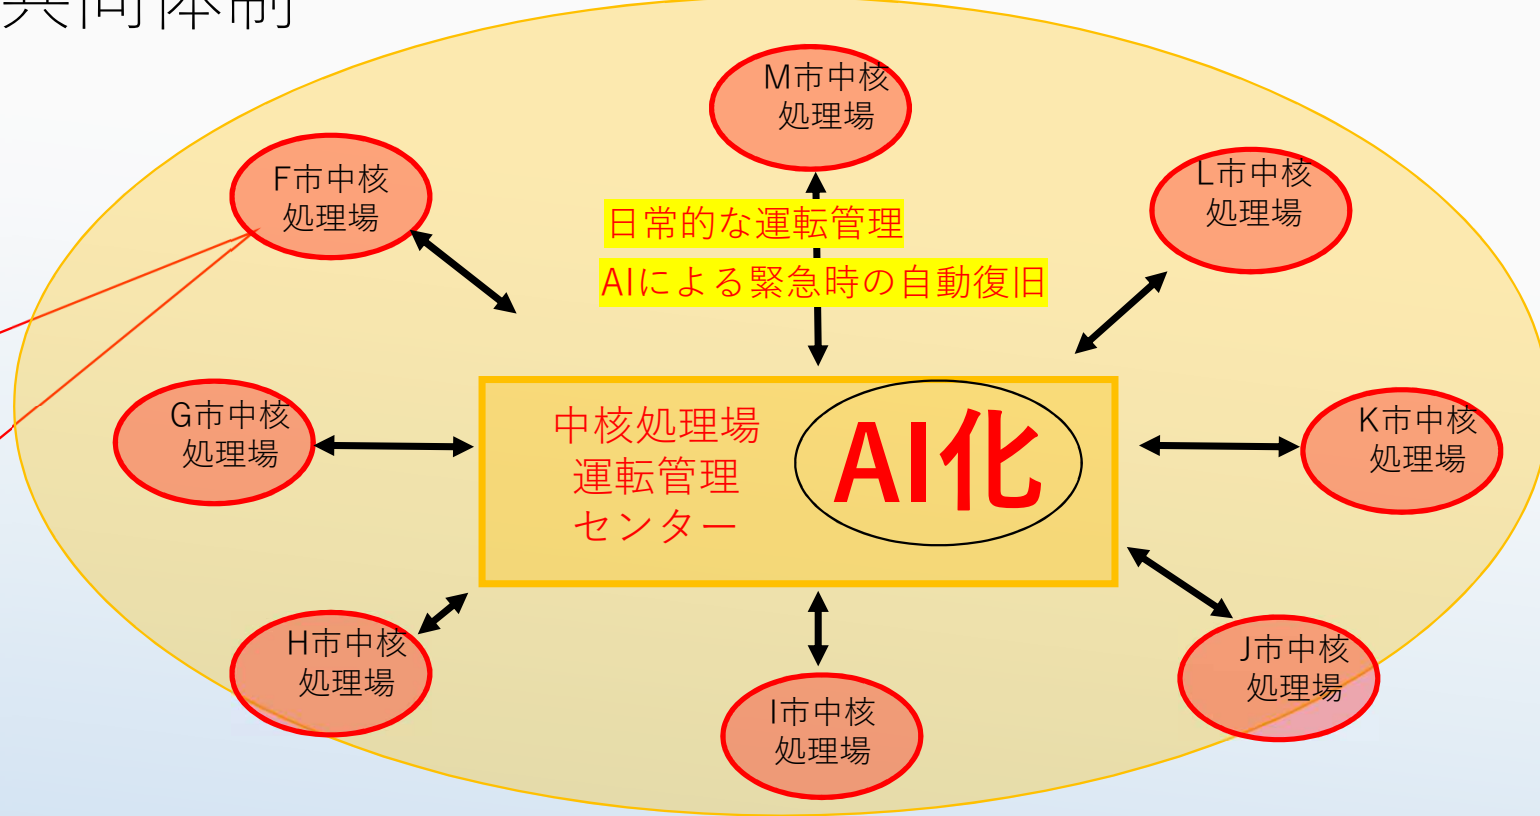 共同体制
M市中核
処理場
F市中核
処理場
L市中核
処理場
日常的な運転管理
AIによる緊急時の自動復旧
G市中核
処理場
中核処理場
運転管理
センター
AI化
K市中核
処理場
H市中核
処理場
I市中核
処理場
J市中核
処理場